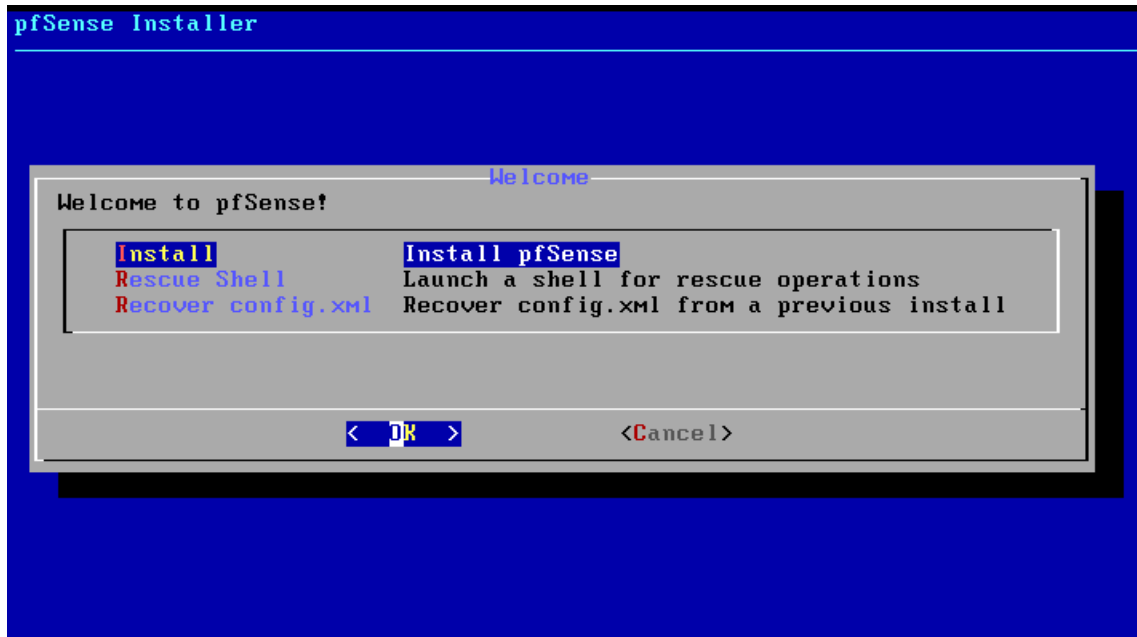 pfSense Installer
Welcome
Welcome to pfSense!
Install Install pfSense
Rescue Shell Launch a shell for rescue operations
Recover config.xml Recover config.xml from a previous install
< OK > <Cancel>